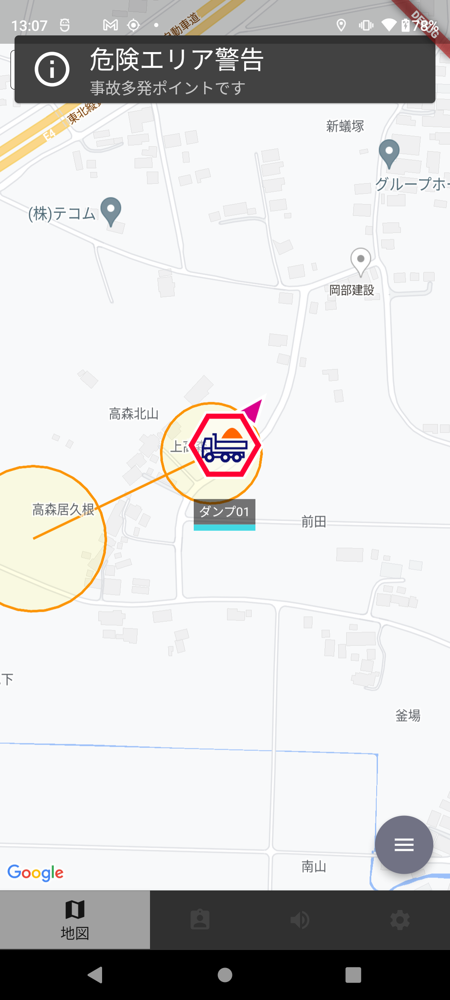 13:07
78%
DEBUG
自動車道
危険エリア警告
事故多発ポイントです
東北縦
E4
新蟻塚
グループホー
(株)テコム
岡部建設
高森北山
上高森
高森居久根
ダンプ01
前田
下
釜場
南山
Google
地図